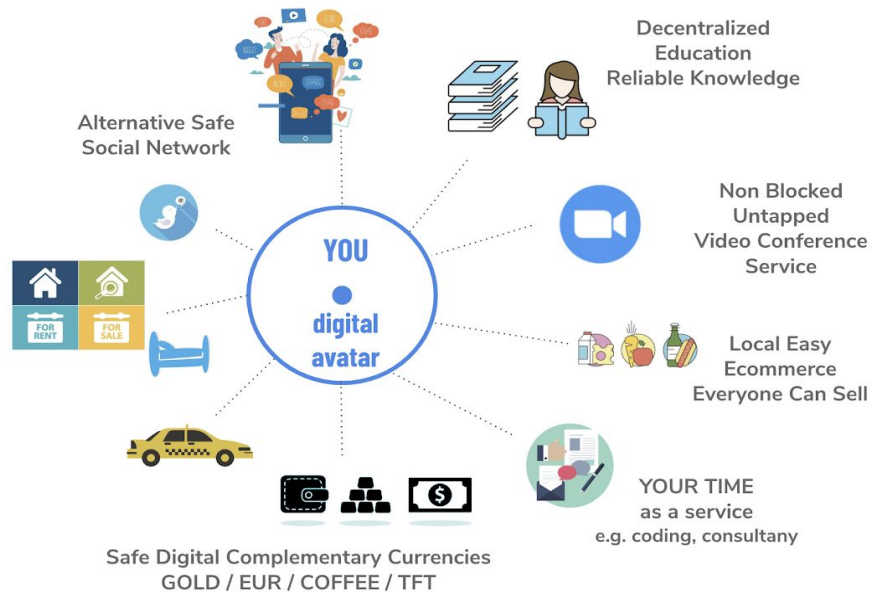 Decentralized
Education
Reliable Knowledge
Alternative Safe
Social Network
Non Blocked
Untapped
Video Conference
Service
YOU
digital
avatar
FOR
RENT
FOR
SALE
Local Easy
Ecommerce
Everyone Can Sell
YOUR TIME
as a service
e.g. coding, consultany
Safe Digital Complementary Currencies
GOLD / EUR / COFFEE / TFT